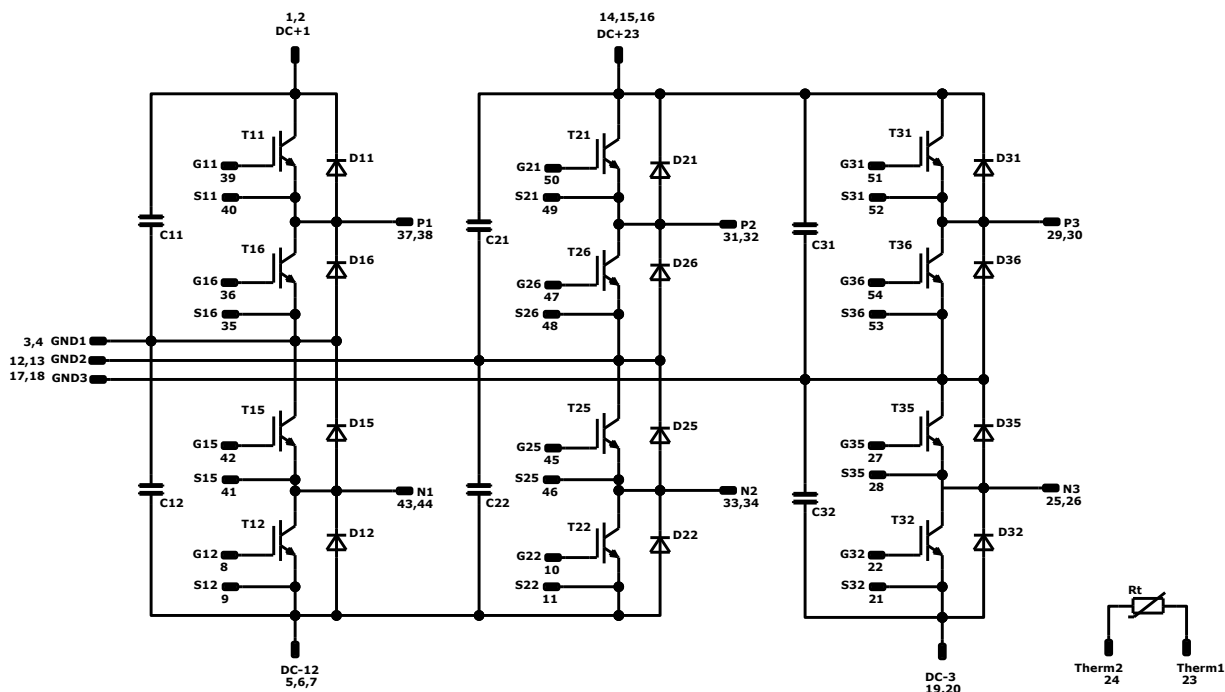 1,2
DC+1
14,15,16
DC+23
T11
G11
39
S11
40
D11
P1
37,38
C11
T16
G16
36
S16
35
D16
T21
G21
50
S21
49
D21
P2
31,32
C21
T26
G26
47
S26
48
D26
T31
G31
51
S31
52
D31
P3
29,30
C31
T36
G36
54
S36
53
D36
3,4 GND1
12,13 GND2
17,18 GND3
T15
G15
42
S15
41
D15
N1
43,44
C12
T12
G12
8
S12
9
D12
T25
G25
45
S25
46
D25
N2
33,34
C22
T22
G22
10
S22
11
D22
T35
G35
27
S35
28
D35
N3
25,26
C32
T32
G32
22
S32
21
D32
DC-12
5,6,7
DC-3
19,20
Rt
Therm2
24
Therm1
23